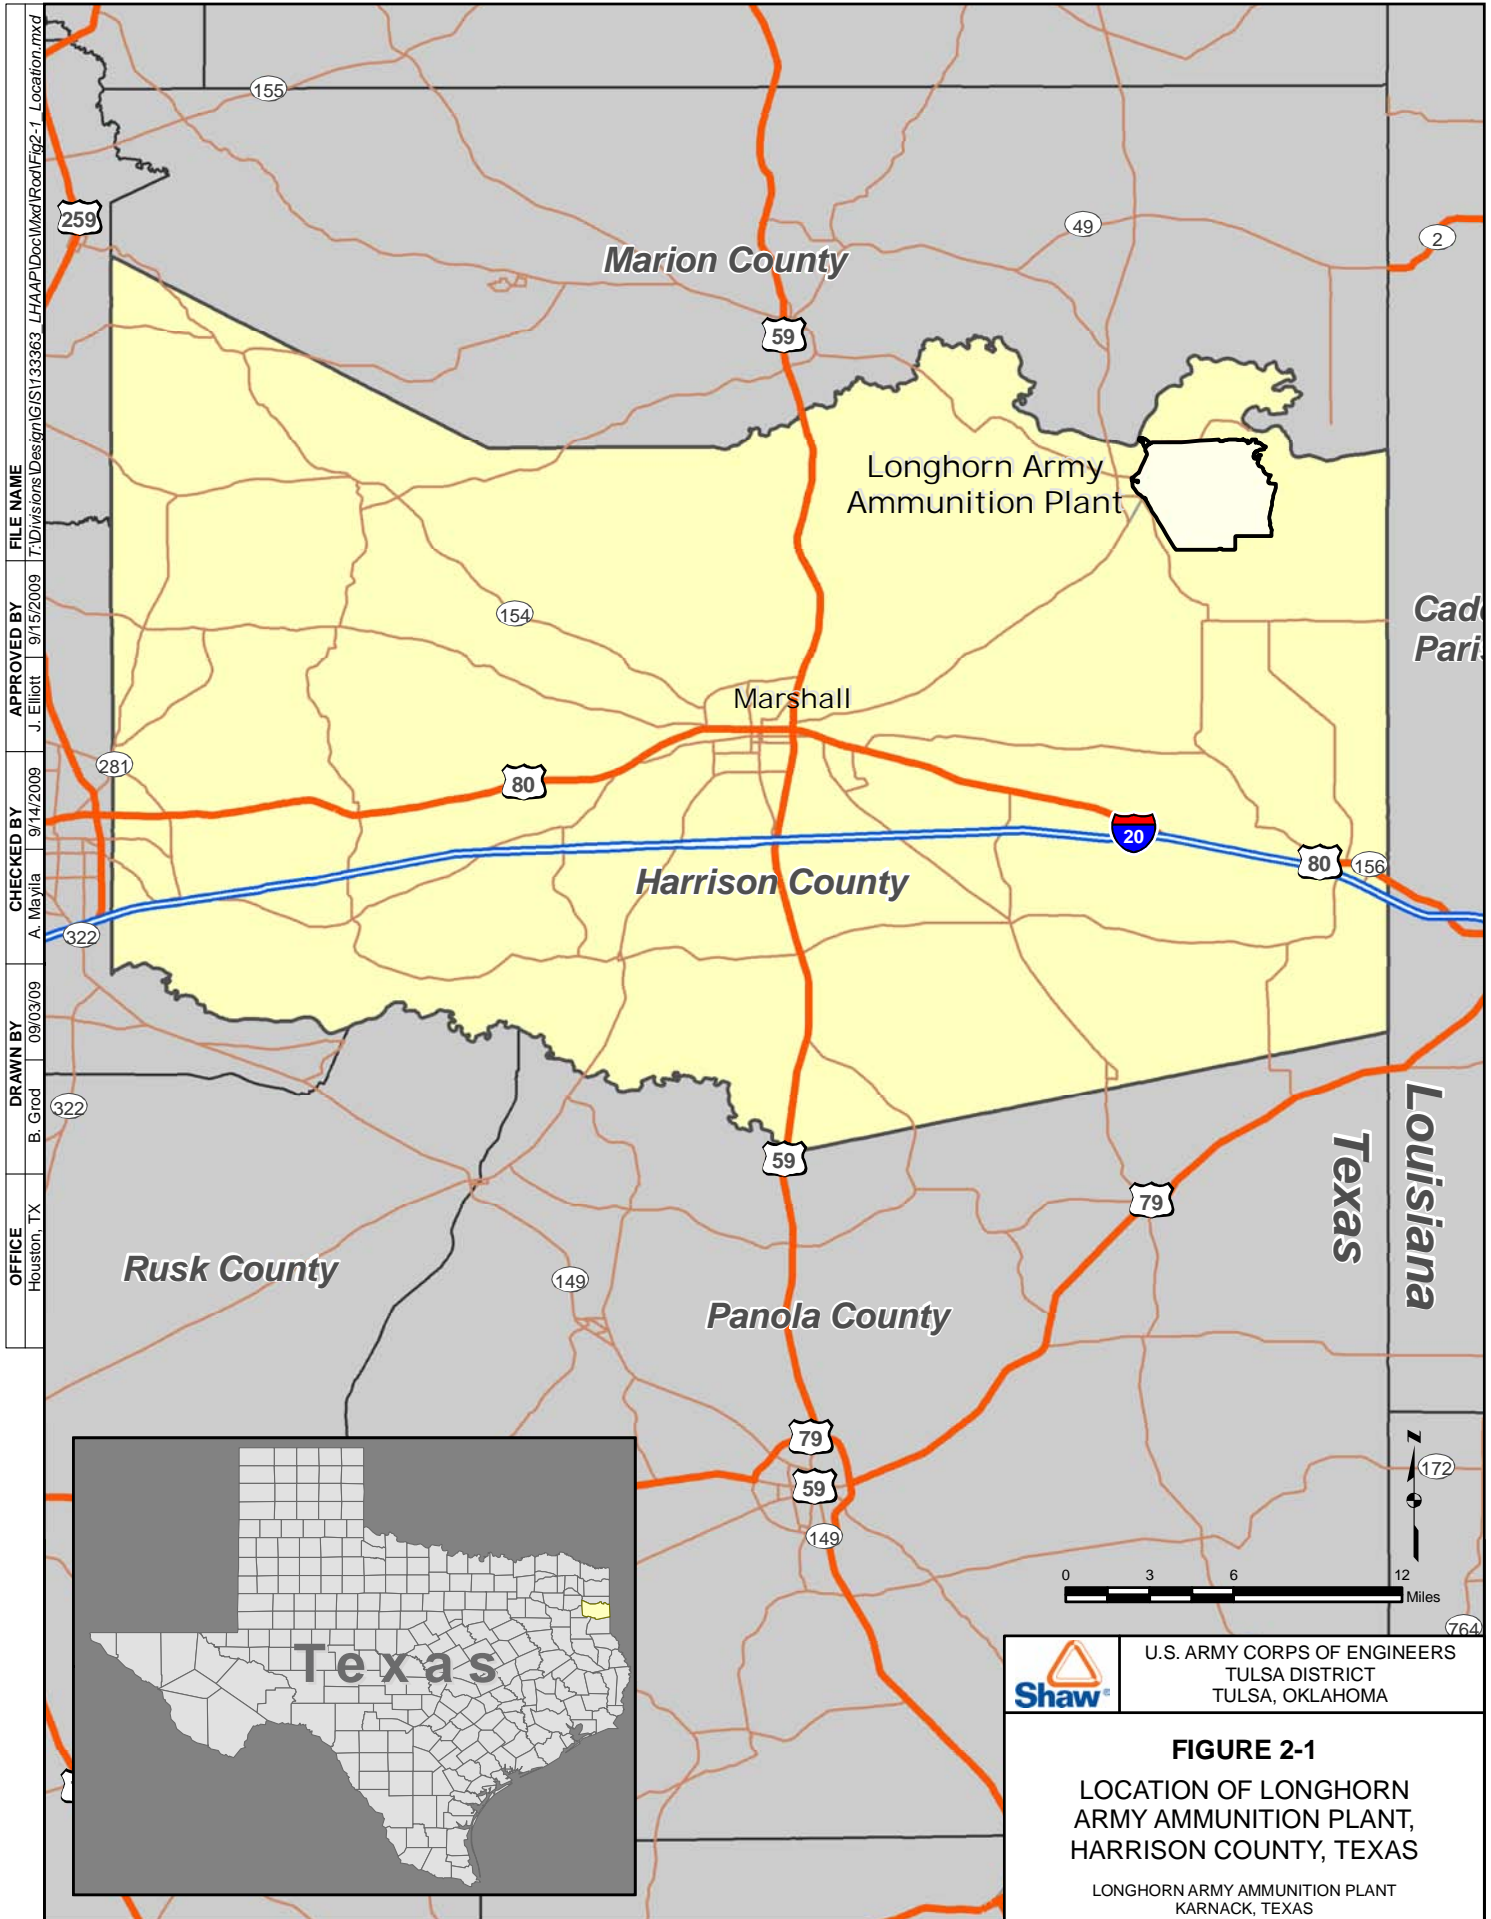 FILE NAME
T:\Divisions\Design\GIS\133363_LHAAP\Doc\Mxd\Rod\Fig2-1_Location.mxd
APPROVED BY
J. Elliott 9/15/2009
CHECKED BY
A. Mavila 9/14/2009
DRAWN BY
B. Grod 09/03/09
OFFICE
Houston, TX
155
259
49
2
Marion County
59
Longhorn Army
Ammunition Plant
154
Marshall
281
80
20
80
156
Harrison County
322
322
59
79
Texas
Louisiana
Rusk County
149
Panola County
79
59
149
172
764
Texas
N
0 3 6 12
Miles
Shaw®
U.S. ARMY CORPS OF ENGINEERS
TULSA DISTRICT
TULSA, OKLAHOMA
FIGURE 2-1
LOCATION OF LONGHORN
ARMY AMMUNITION PLANT,
HARRISON COUNTY, TEXAS
LONGHORN ARMY AMMUNITION PLANT
KARNACK, TEXAS